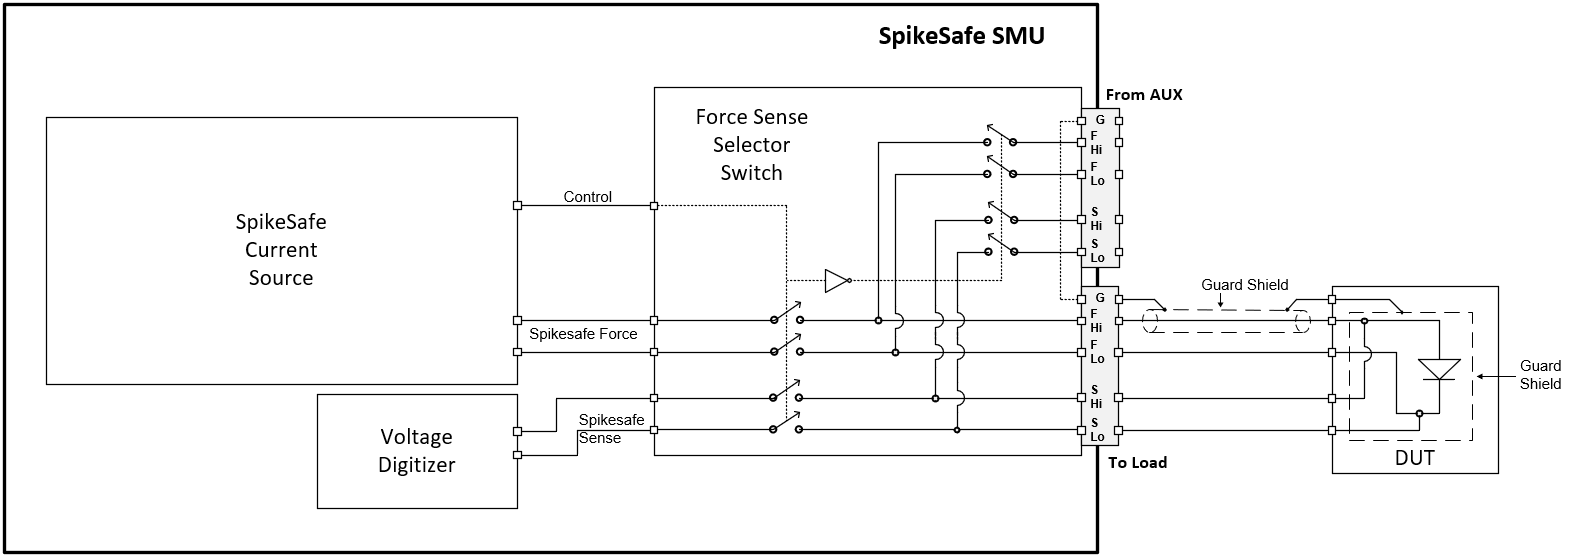 SpikeSafe SMU
From AUX
Force Sense
Selector
Switch
G
F
Hi
F
Lo
S
Hi
S
Lo
Control
SpikeSafe
Current
Source
Guard Shield
G
F
Hi
F
Lo
S
Hi
S
Lo
Spikesafe Force
Guard
Shield
Spikesafe
Sense
Voltage
Digitizer
DUT
To Load